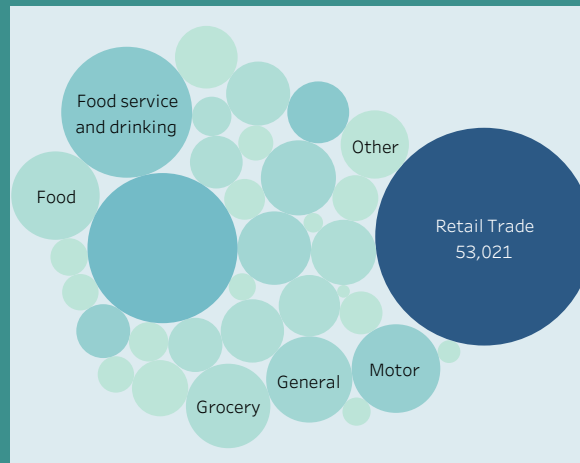 Food service
and drinking
Other
Food
Retail Trade
53,021
Motor
General
Grocery